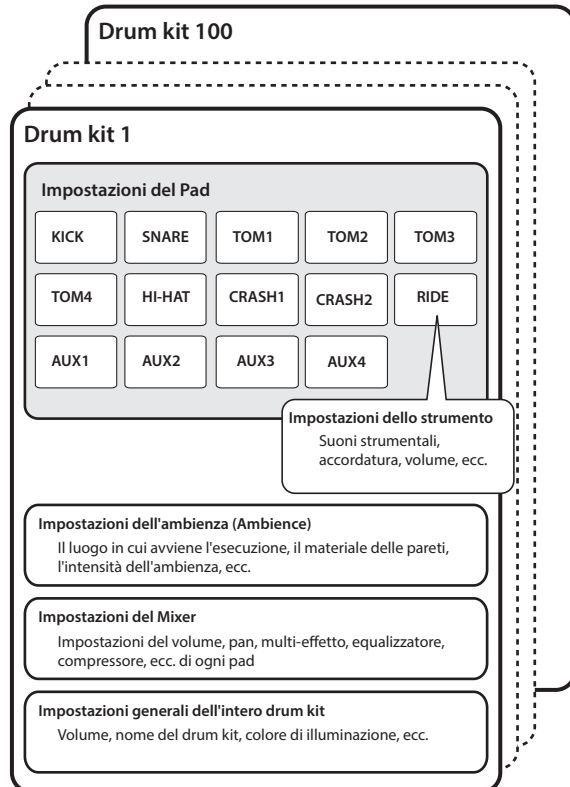 Drum kit 100
Drum kit 1
Impostazioni del Pad
KICK
SNARE
TOM1
TOM2
TOM3
TOM4
HI-HAT
CRASH1
CRASH2
RIDE
AUX1
AUX2
AUX3
AUX4
Impostazioni dello strumento
Suoni strumentali,
accordatura, volume, ecc.
Impostazioni dell'ambienza (Ambience)
Il luogo in cui avviene l'esecuzione, il materiale delle pareti,
l'intensità dell'ambienza, ecc.
Impostazioni del Mixer
Impostazioni del volume, pan, multi-effetto, equalizzatore,
compressore, ecc. di ogni pad
Impostazioni generali dell'intero drum kit
Volume, nome del drum kit, colore di illuminazione, ecc.